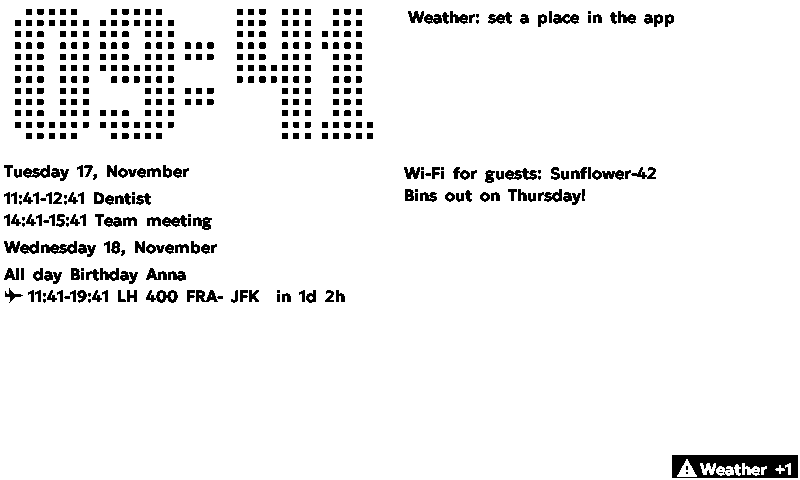 09:41
Weather: set a place in the app
Tuesday 17, November
11:41-12:41 Dentist
14:41-15:41 Team meeting
Wednesday 18, November
All day Birthday Anna
11:41-19:41 LH 400 FRA- JFK in 1d 2h
Wi-Fi for guests: Sunflower-42
Bins out on Thursday!
Weather +1